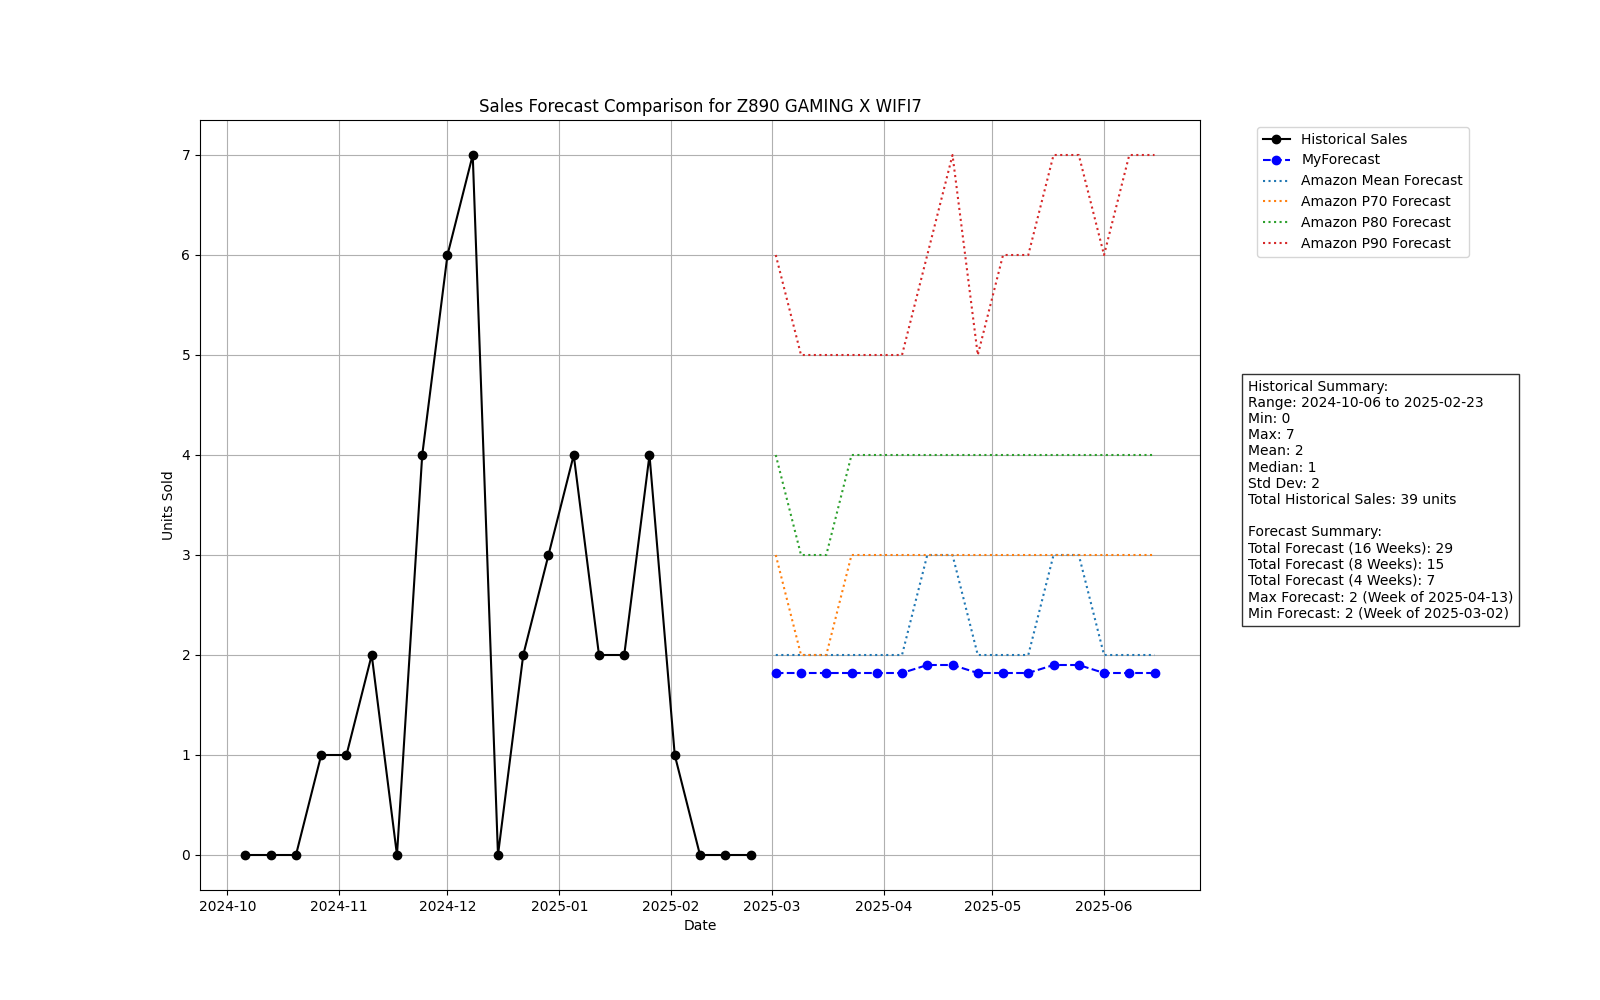 Sales Forecast Comparison for Z890 GAMING X WIFI7
Units Sold
7
6
5
4
3
2
1
0
2024-10
2024-11
2024-12
2025-01
2025-02
2025-03
2025-04
2025-05
2025-06
Date
Historical Sales
MyForecast
Amazon Mean Forecast
Amazon P70 Forecast
Amazon P80 Forecast
Amazon P90 Forecast
Historical Summary:
Range: 2024-10-06 to 2025-02-23
Min: 0
Max: 7
Mean: 2
Median: 1
Std Dev: 2
Total Historical Sales: 39 units
Forecast Summary:
Total Forecast (16 Weeks): 29
Total Forecast (8 Weeks): 15
Total Forecast (4 Weeks): 7
Max Forecast: 2 (Week of 2025-04-13)
Min Forecast: 2 (Week of 2025-03-02)